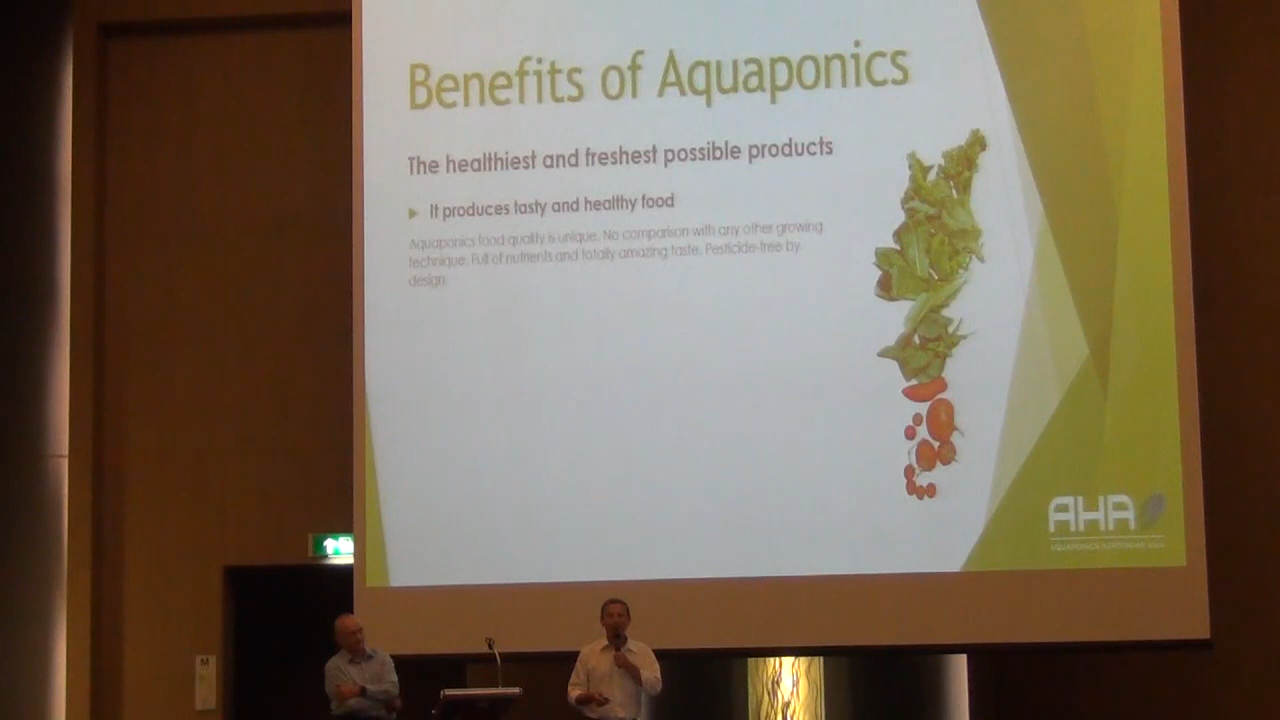 Benefits of Aquaponics
The healthiest and freshest possible products
It produces tasty and healthy food
Aquaponics food quality is unique. No comparison with any other growing
technique. Full of nutrients and totally amazing taste. Pesticide-free by
design.
AHA
M